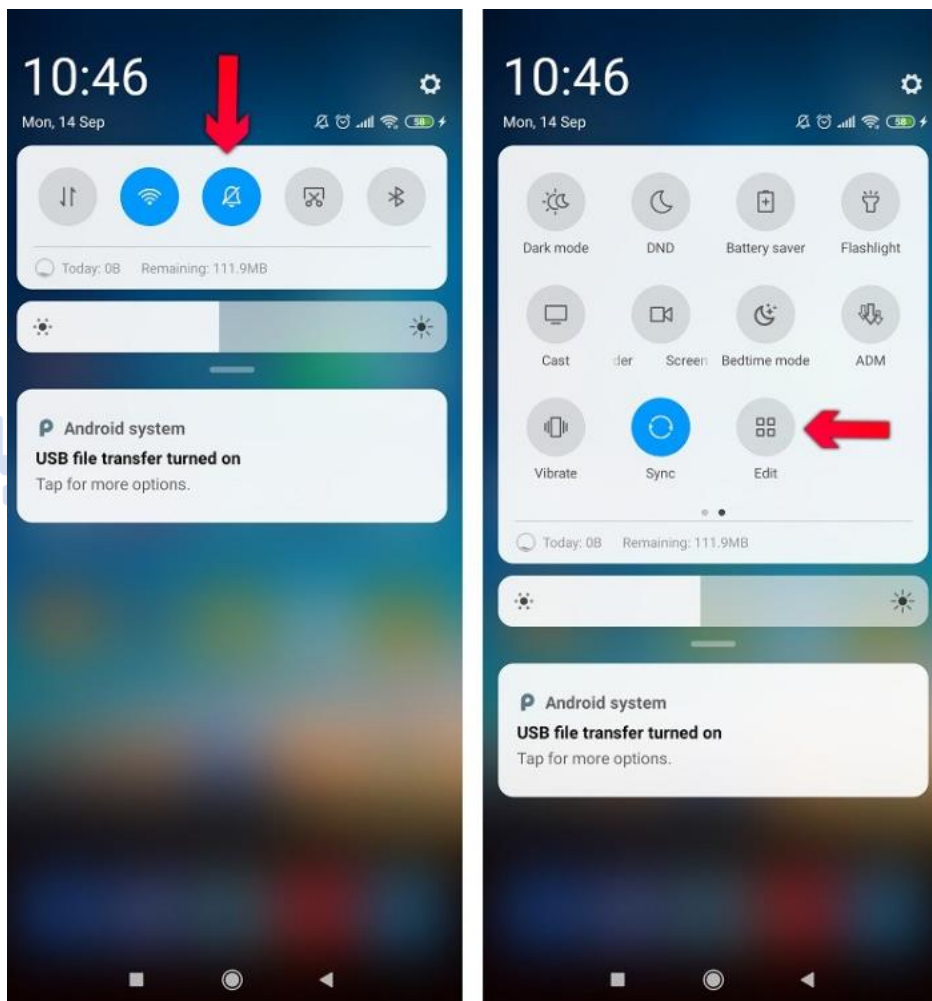 10:46
Mon, 14 Sep
58
Today: 0B Remaining: 111.9MB
Android system
USB file transfer turned on
Tap for more options.
10:46
Mon, 14 Sep
58
Dark mode DND Battery saver Flashlight
Cast der Screen Bedtime mode ADM
Vibrate Sync Edit
Today: 0B Remaining: 111.9MB
Android system
USB file transfer turned on
Tap for more options.